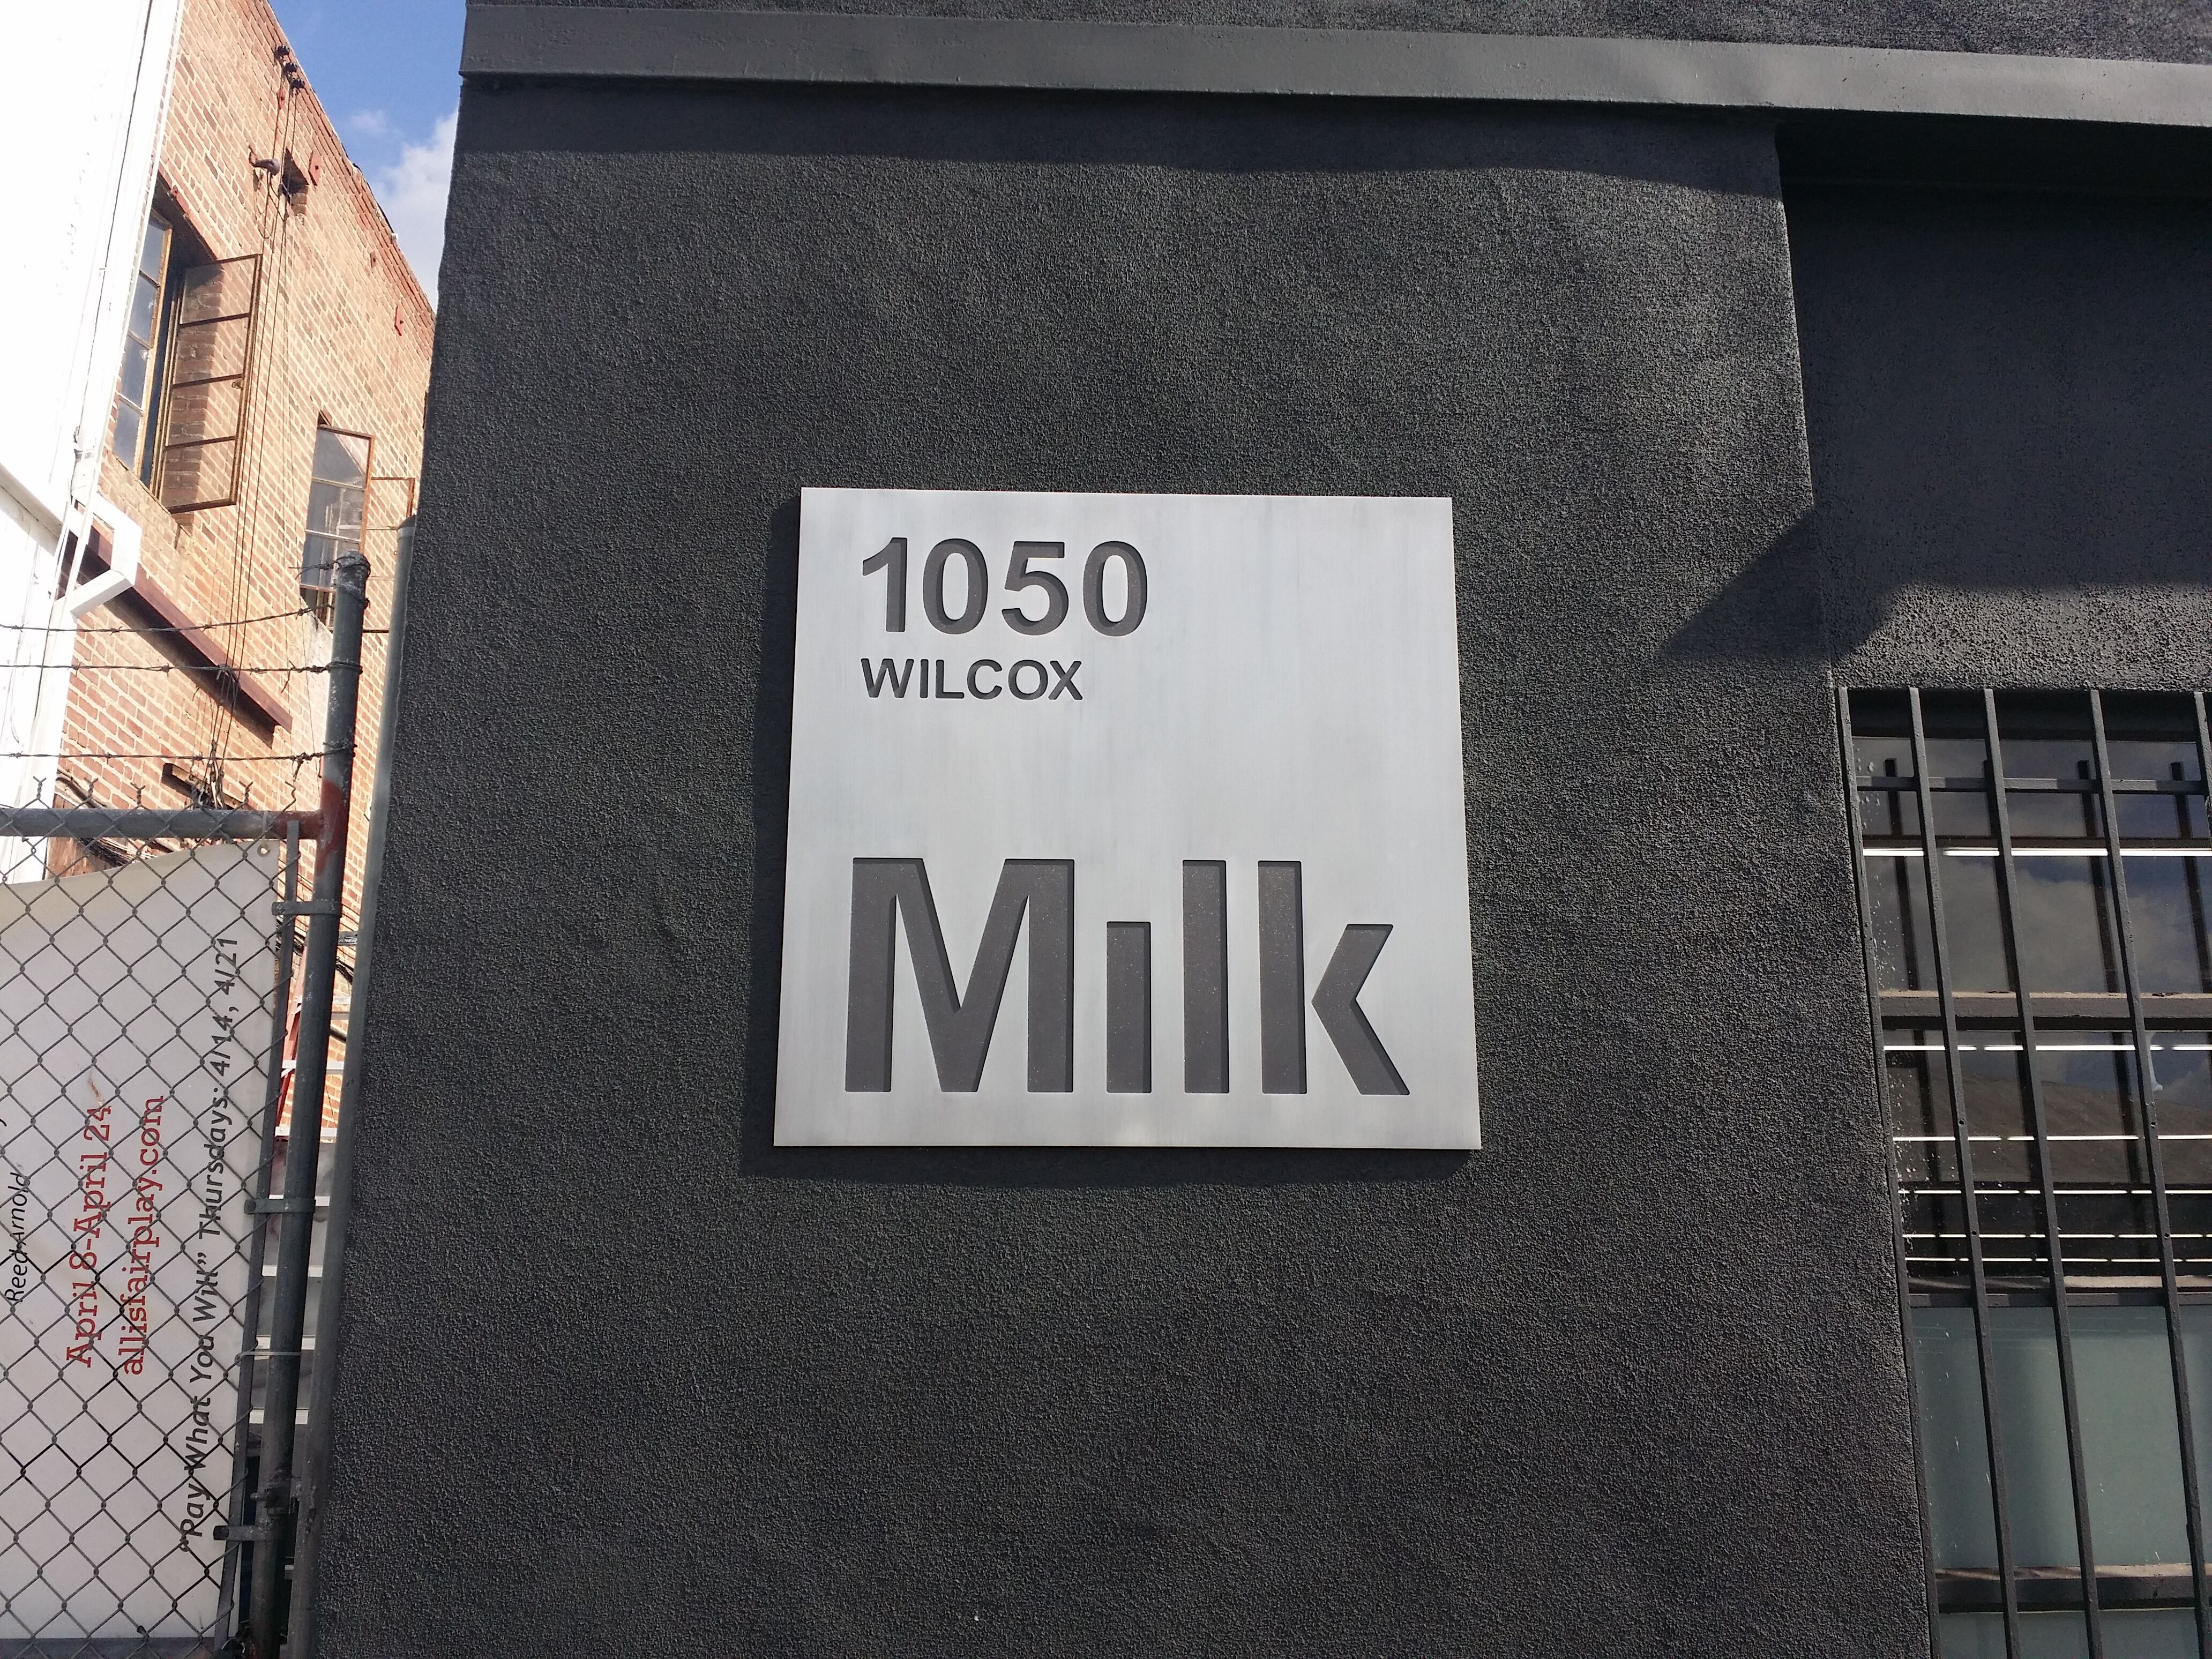 1050
WILCOX
Milk
Reed Arnold
April 8-April 24
allisfairplay.com
"Pay What You Will" Thursdays: 4/14, 4/21